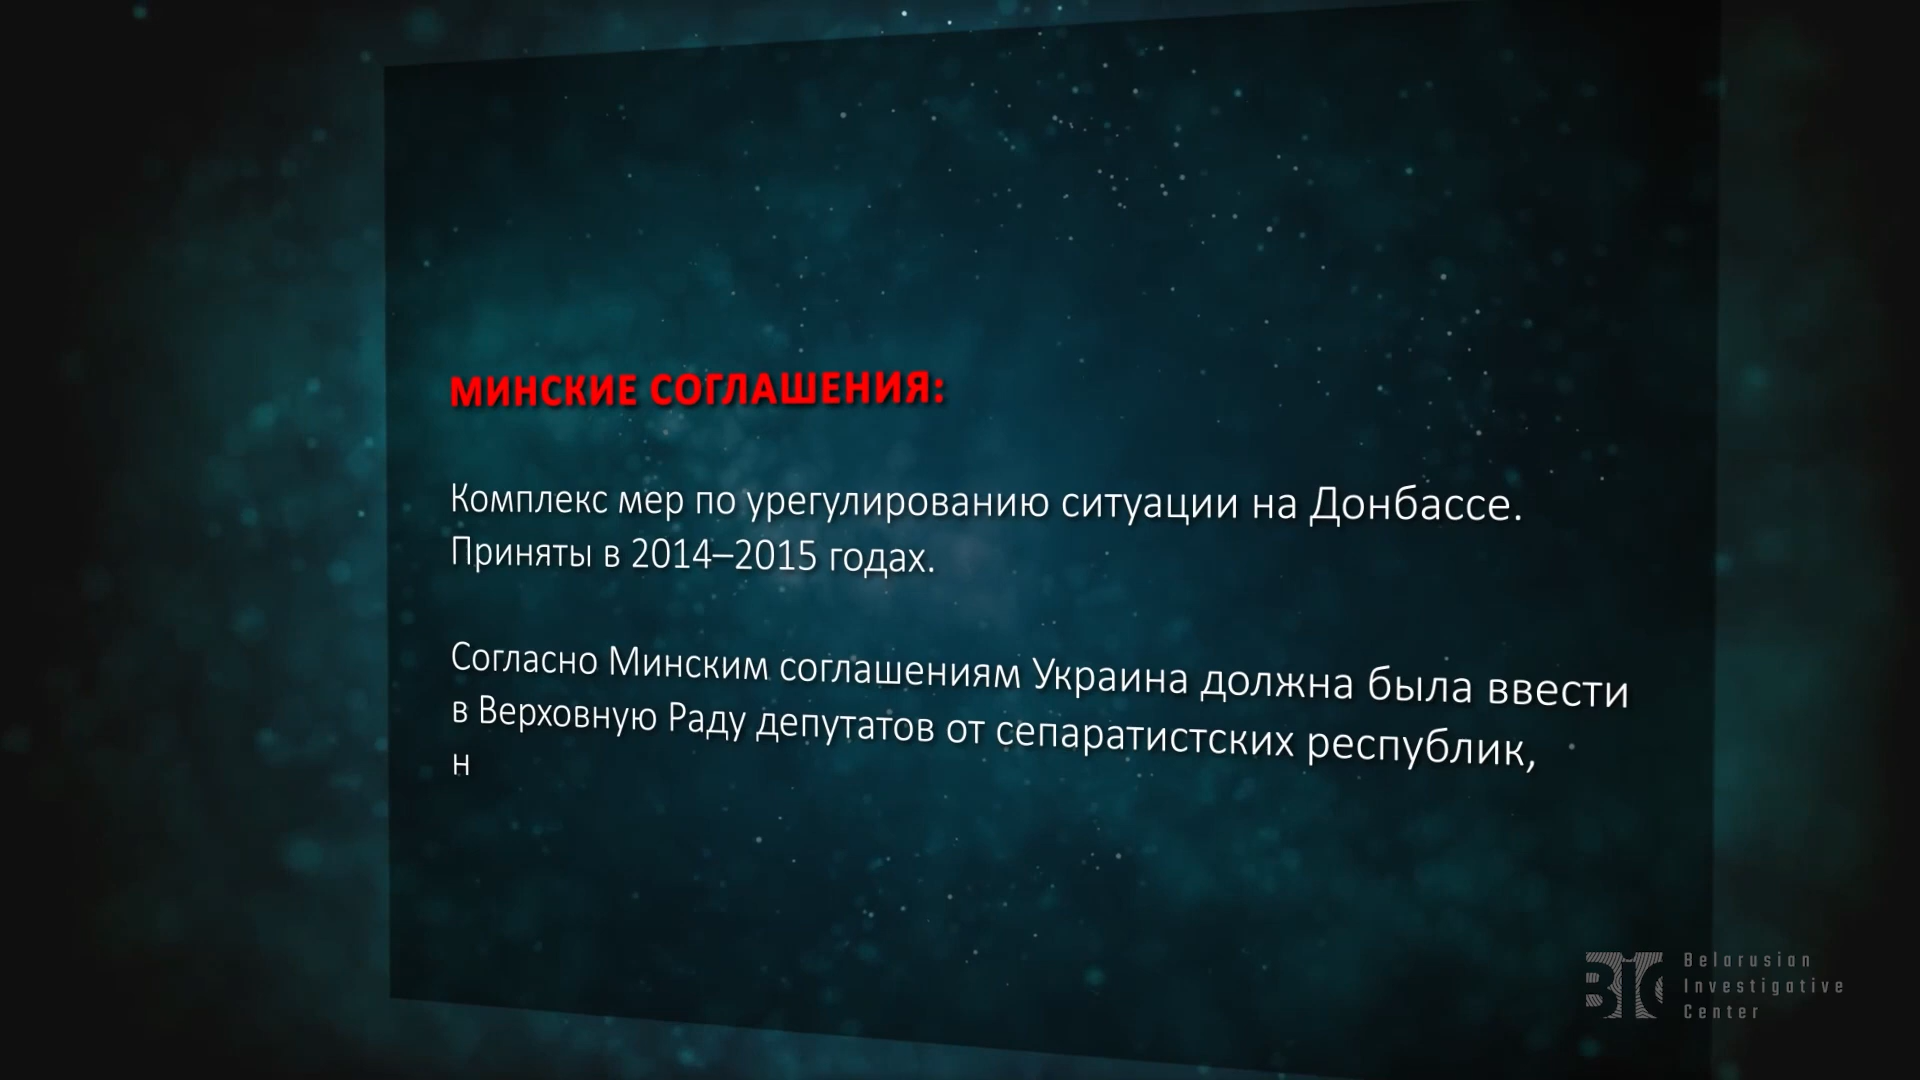 МИНСКИЕ СОГЛАШЕНИЯ:
Комплекс мер по урегулированию ситуации на Донбассе.
Приняты в 2014–2015 годах.
Согласно Минским соглашениям Украина должна была ввести
в Верховную Раду депутатов от сепаратистских республик,
н
Belarusian
Investigative
Center